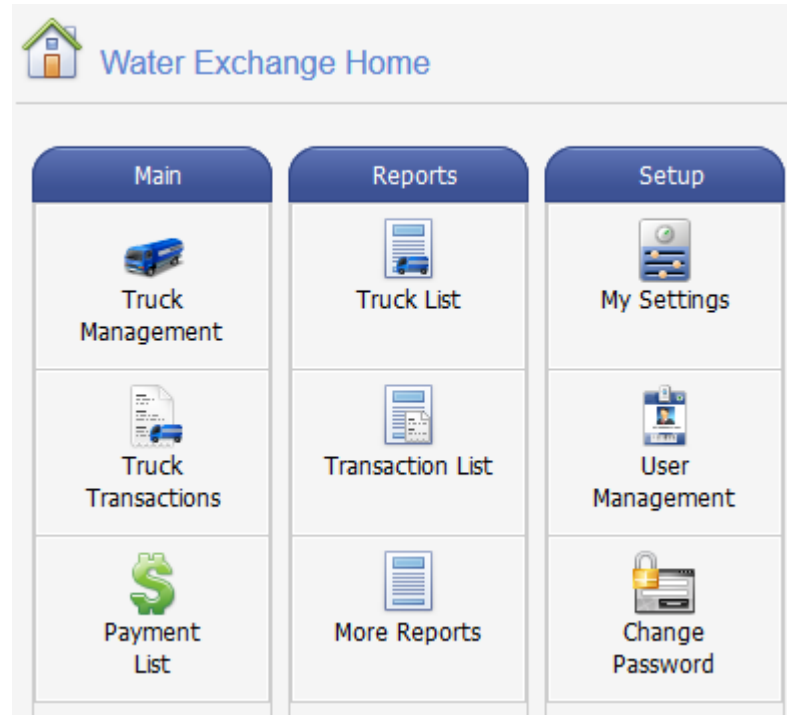 Water Exchange Home
Main
Reports
Setup
Truck
Management
Truck List
My Settings
Truck
Transactions
Transaction List
User
Management
Payment
List
More Reports
Change
Password